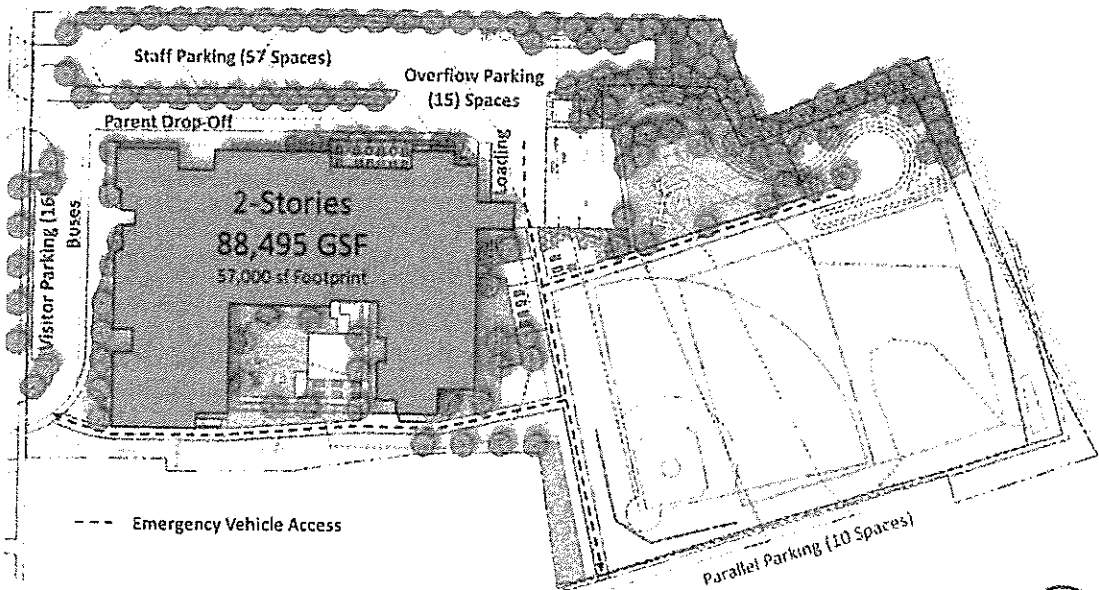 Staff Parking (57 Spaces)
Overflow Parking
(15) Spaces
Parent Drop-Off
Loading
Visitor Parking (16)
Buses
2-Stories
88,495 GSF
57,000 sf Footprint
Emergency Vehicle Access
Parallel Parking (10 Spaces)